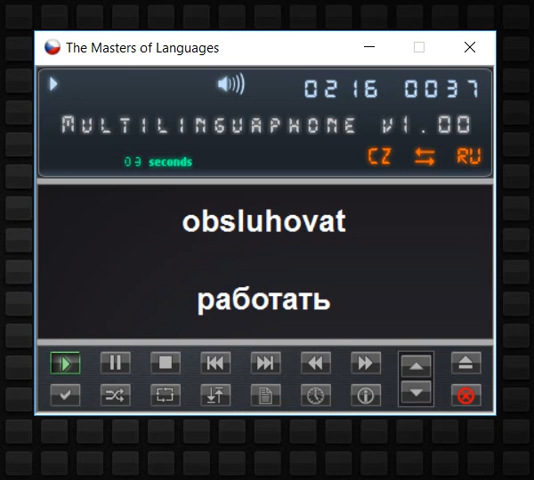 The Masters of Languages
0216 0037
MULTILINGUAPHONE V1.00
03 seconds
CZ RU
obsluhovat
работать